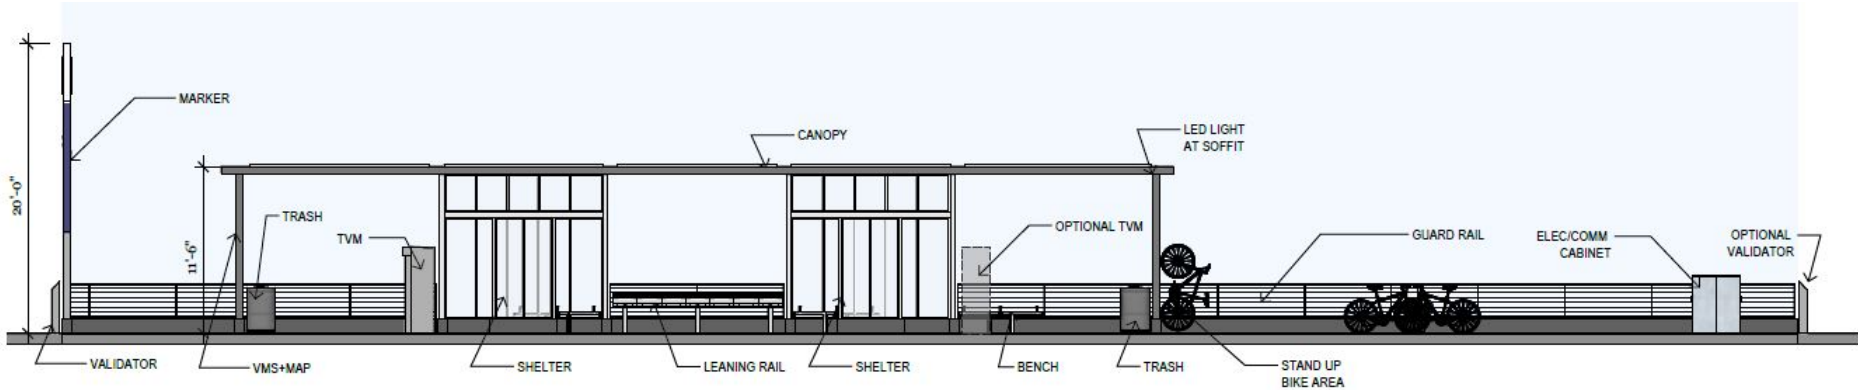 20'-0"
MARKER
11'-6"
TRASH
TVM
CANOPY
LED LIGHT
AT SOFFIT
OPTIONAL TVM
GUARD RAIL
ELEC/COMM
CABINET
OPTIONAL
VALIDATOR
VALIDATOR
VMS+MAP
SHELTER
LEANING RAIL
SHELTER
BENCH
TRASH
STAND UP
BIKE AREA